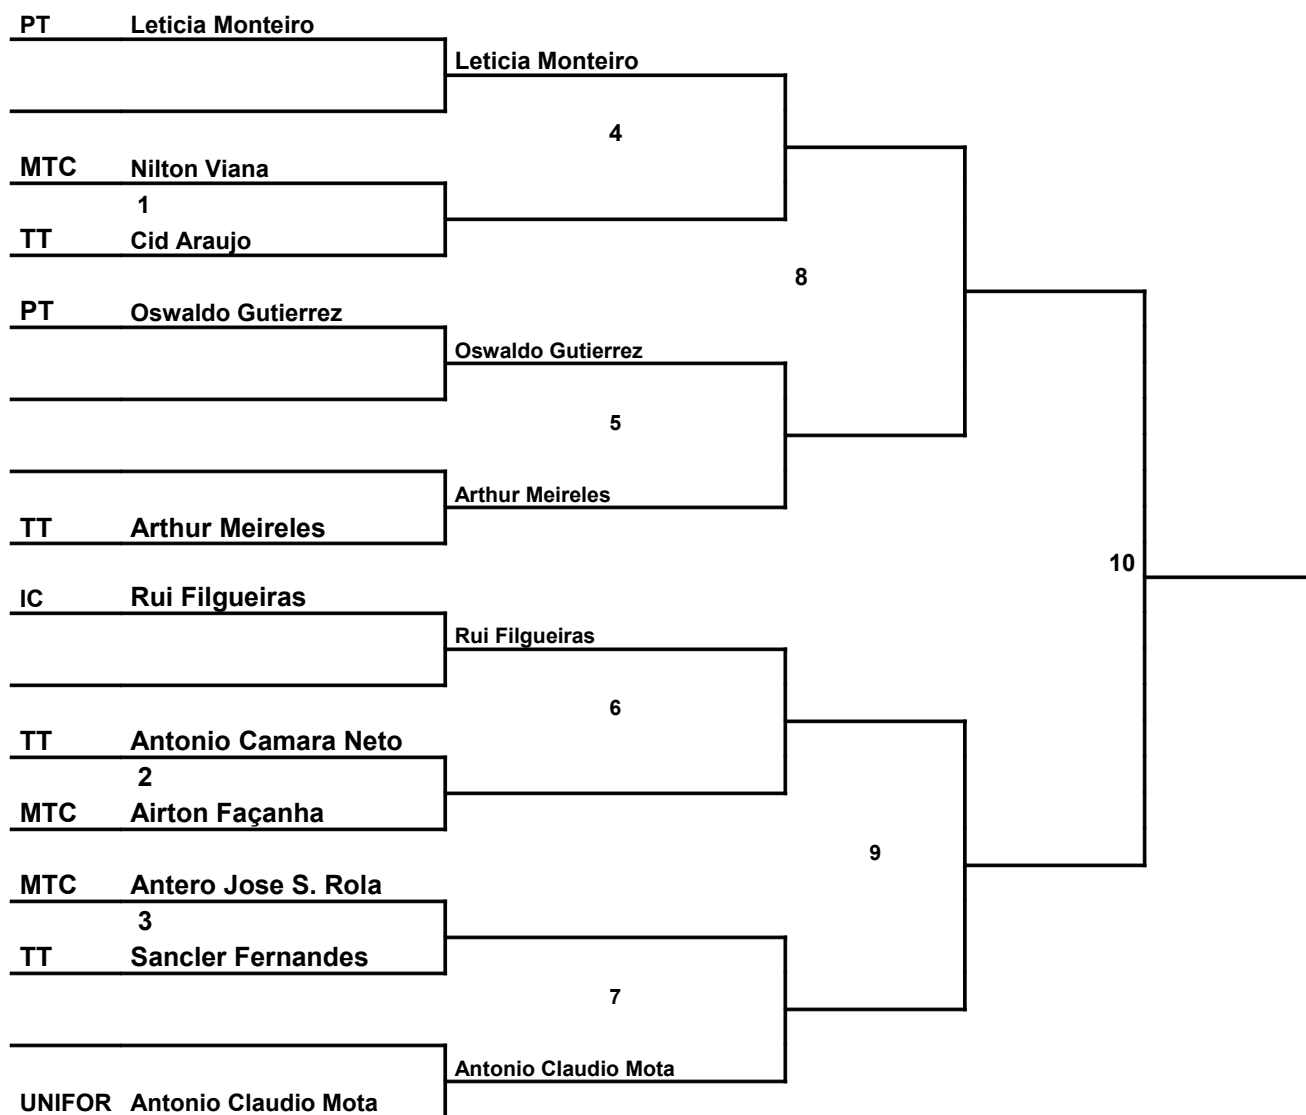 PT Leticia Monteiro
Leticia Monteiro
4
MTC Nilton Viana
1
TT Cid Araujo
8
PT Oswaldo Gutierrez
Oswaldo Gutierrez
5
Arthur Meireles
TT Arthur Meireles
10
IC Rui Filgueiras
Rui Filgueiras
6
TT Antonio Camara Neto
2
MTC Airton Façanha
9
MTC Antero Jose S. Rola
3
TT Sancler Fernandes
7
Antonio Claudio Mota
UNIFOR Antonio Claudio Mota